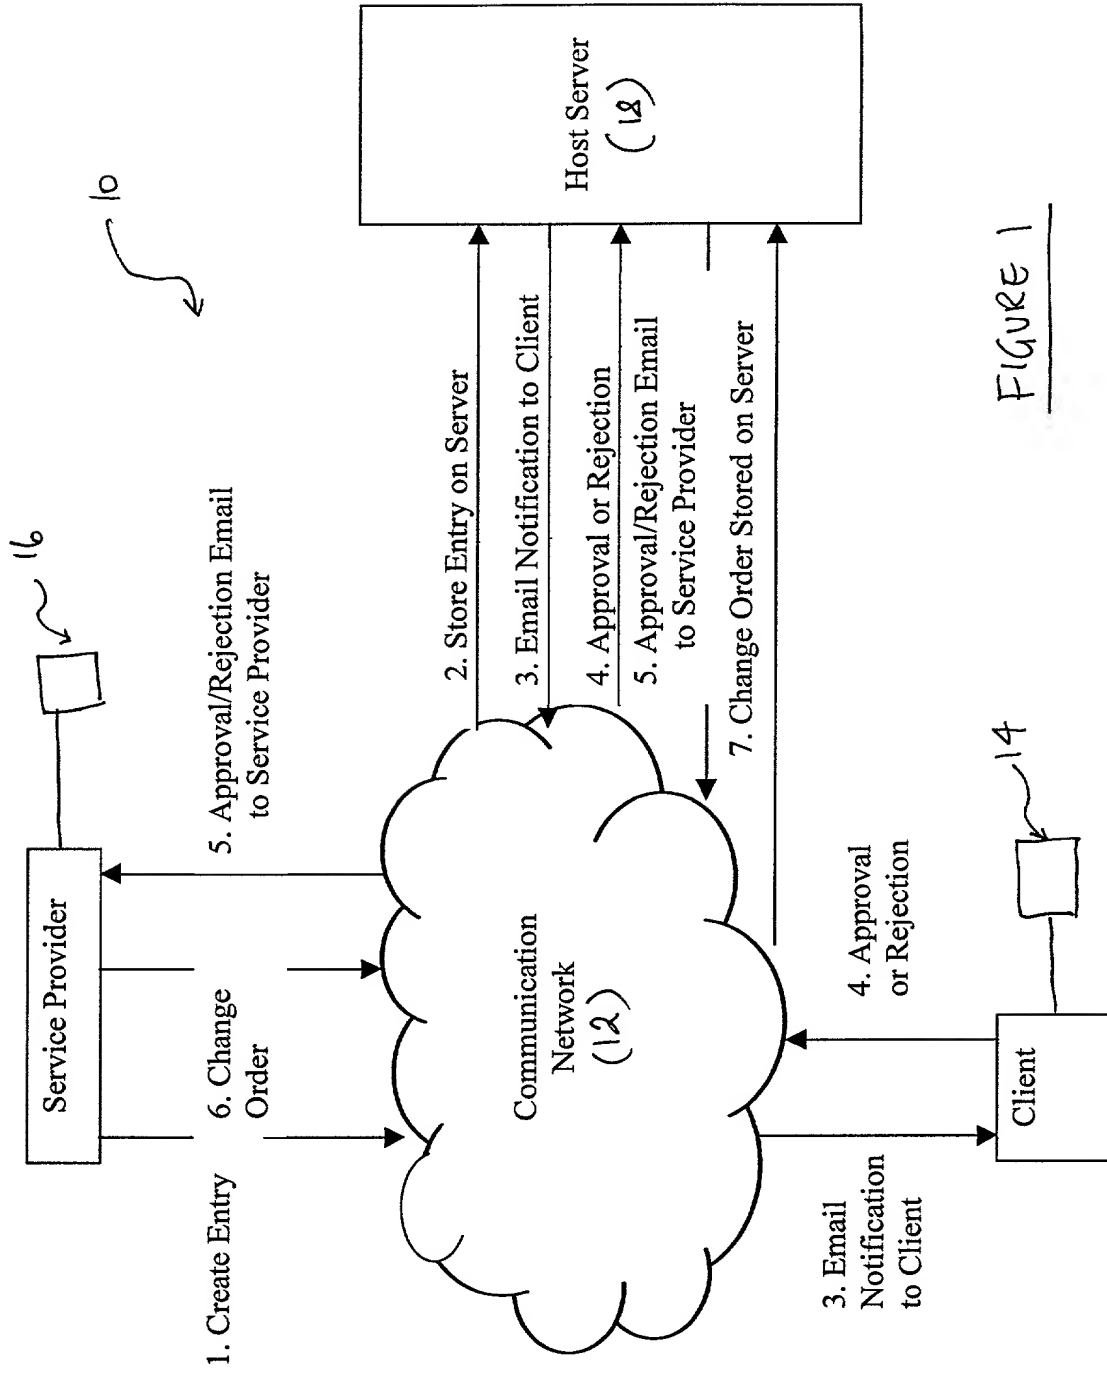 10
16
Service Provider
5. Approval/Rejection Email
to Service Provider
6. Change
Order
1. Create Entry
2. Store Entry on Server
3. Email Notification to Client
4. Approval or Rejection
5. Approval/Rejection Email
to Service Provider
7. Change Order Stored on Server
Host Server
(18)
Communication
Network
(12)
4. Approval
or Rejection
3. Email
Notification
to Client
Client
14
FIGURE 1